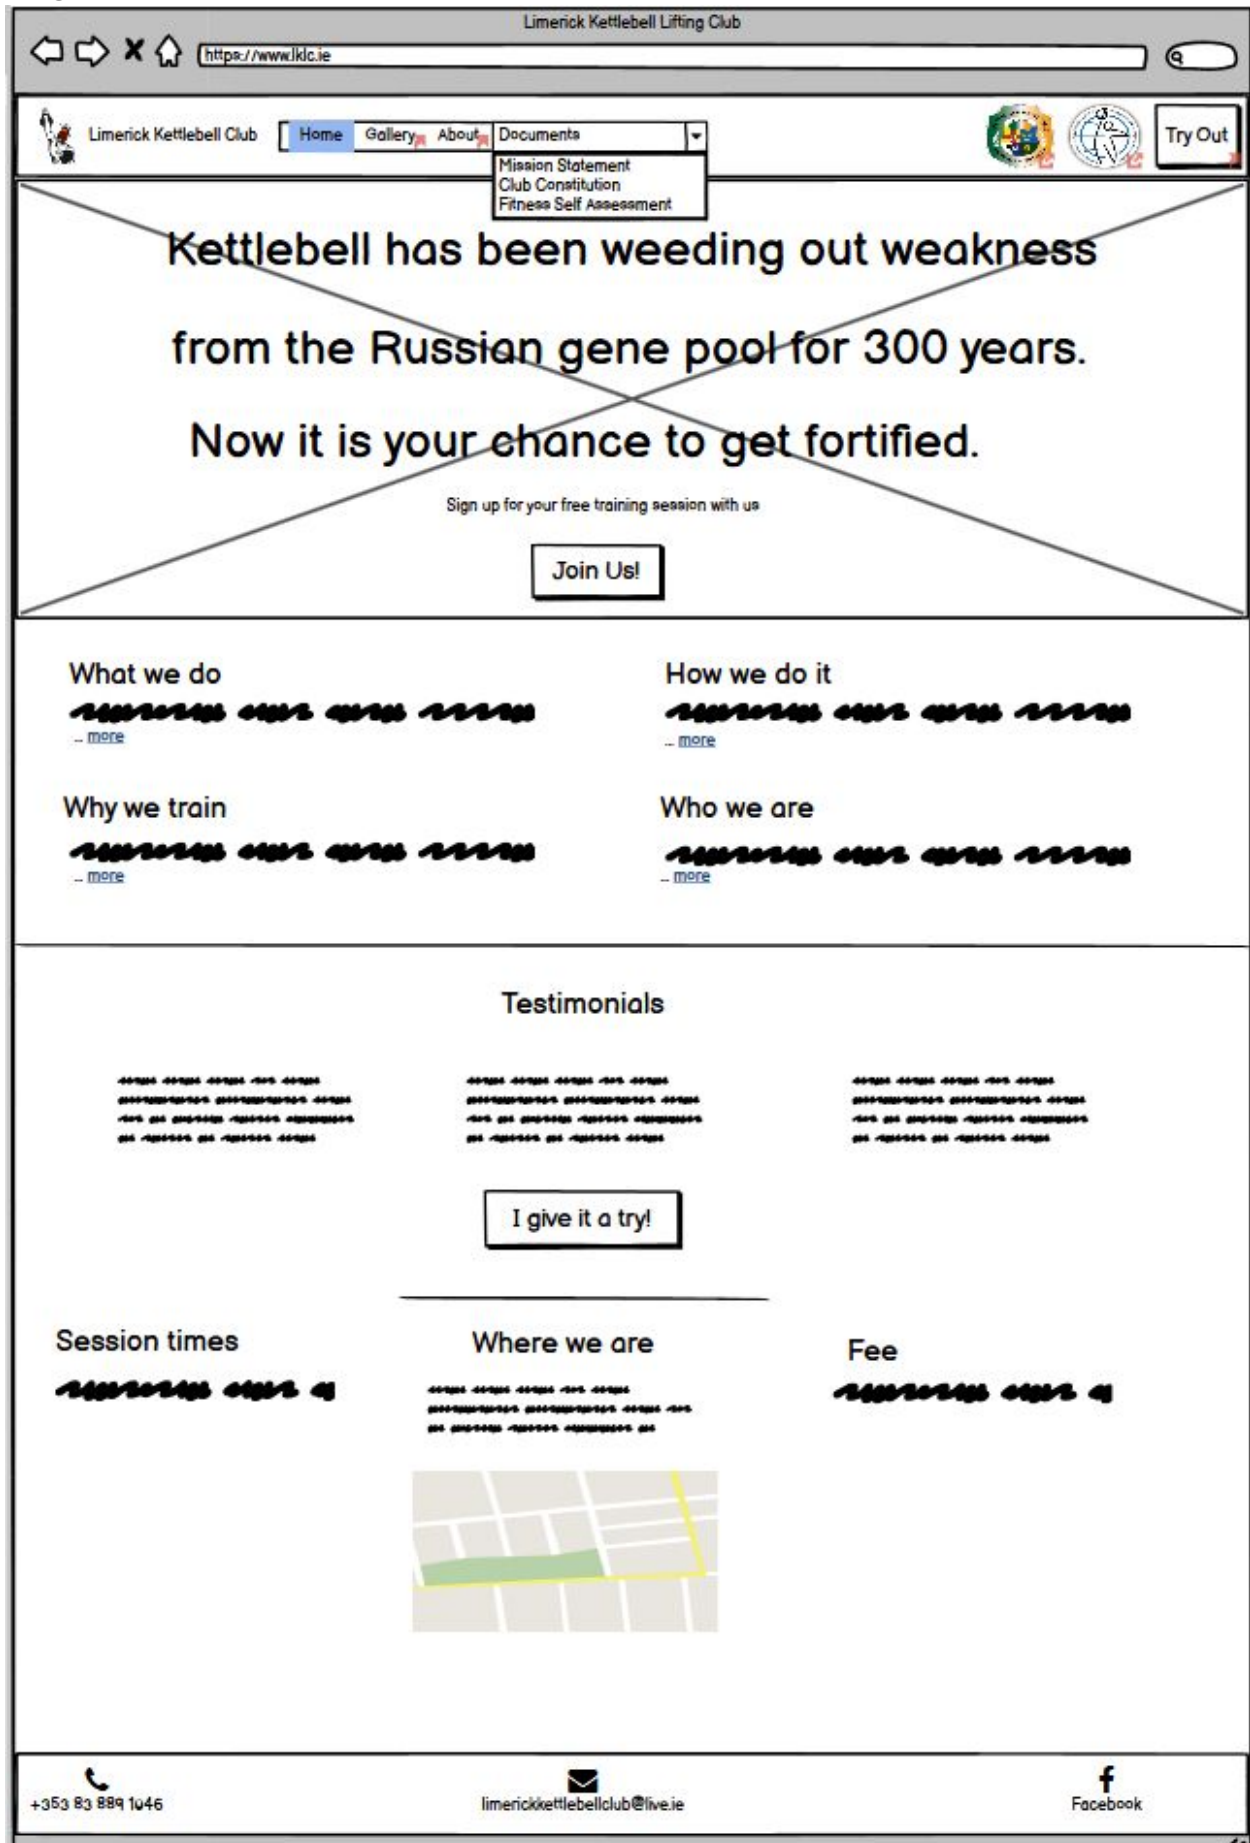 Limerick Kettlebell Lifting Club
https://www.lklc.ie
Limerick Kettlebell Club Home Gallery About Documents Try Out
Mission Statement
Club Constitution
Fitness Self Assessment
Kettlebell has been weeding out weakness
from the Russian gene pool for 300 years.
Now it is your chance to get fortified.
Sign up for your free training session with us
Join Us!
What we do How we do it
... more ... more
Why we train Who we are
... more ... more
Testimonials
I give it a try!
Session times Where we are Fee
+353 83 889 1046 limerickkettlebellclub@live.ie Facebook